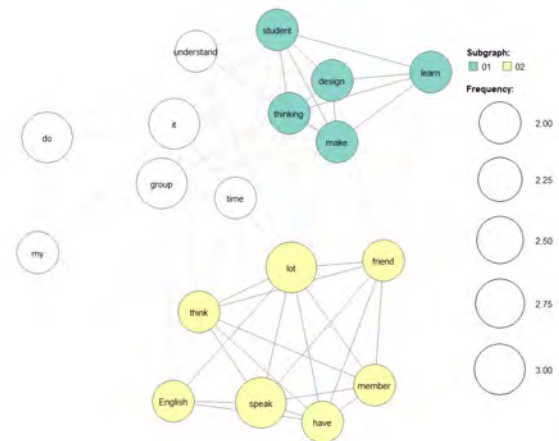 student
understand
Subgraph:
01 02
learn
design
Frequency:
thinking
2.00
it
do
make
2.25
group
time
2.50
my
friend
lot
2.75
think
3.00
member
English
speak
have